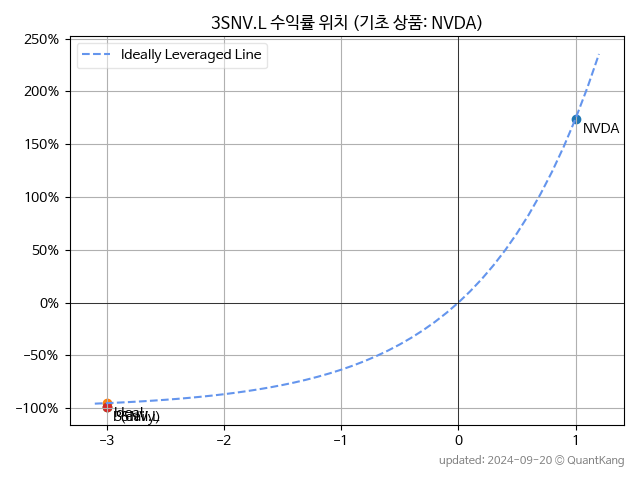 3SNV.L 수익률 위치 (기초 상품: NVDA)
250%
200%
150%
100%
50%
0%
−50%
−100%
Ideally Leveraged Line
NVDA
Ideal
−3
−2
−1
0
1
updated: 2024-09-20 © QuantKang